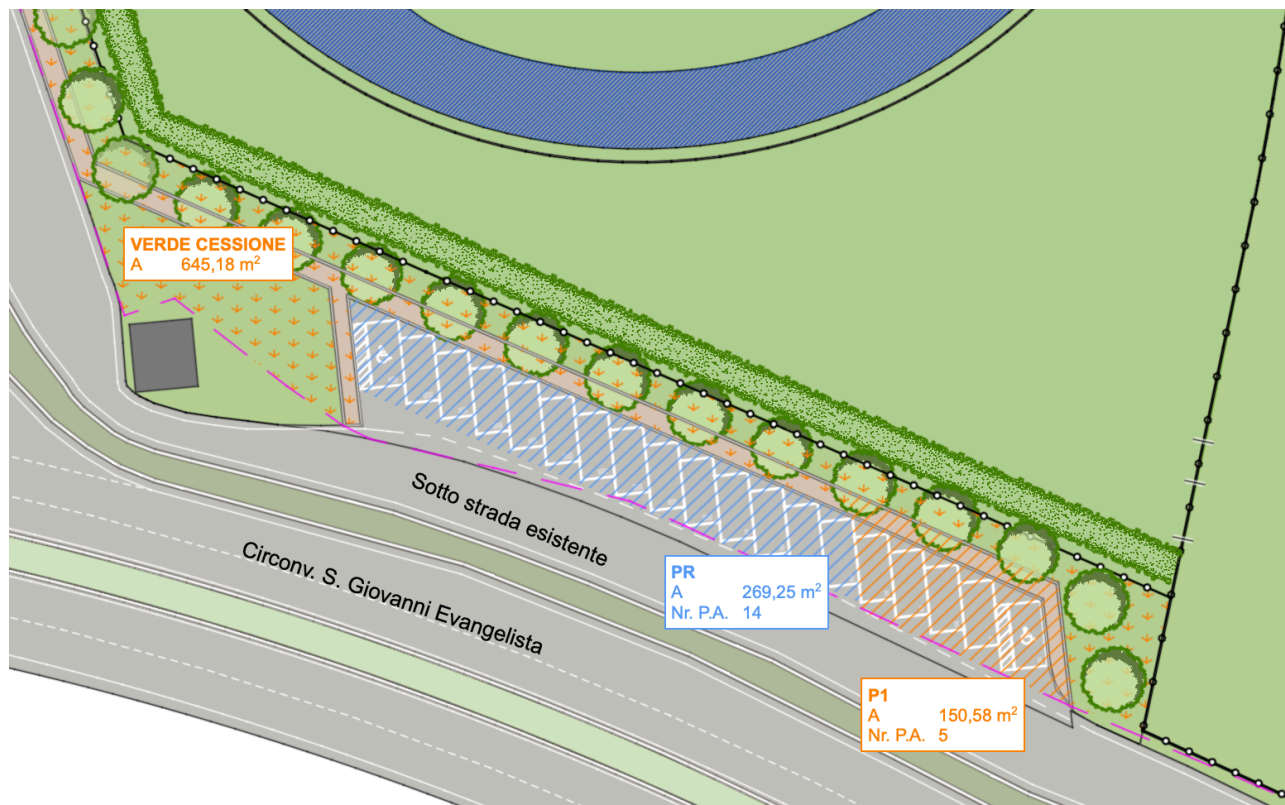 VERDE CESSIONE
A 645,18 m²
Sotto strada esistente
Circonv. S. Giovanni Evangelista
PR
A 269,25 m²
Nr. P.A. 14
P1
A 150,58 m²
Nr. P.A. 5